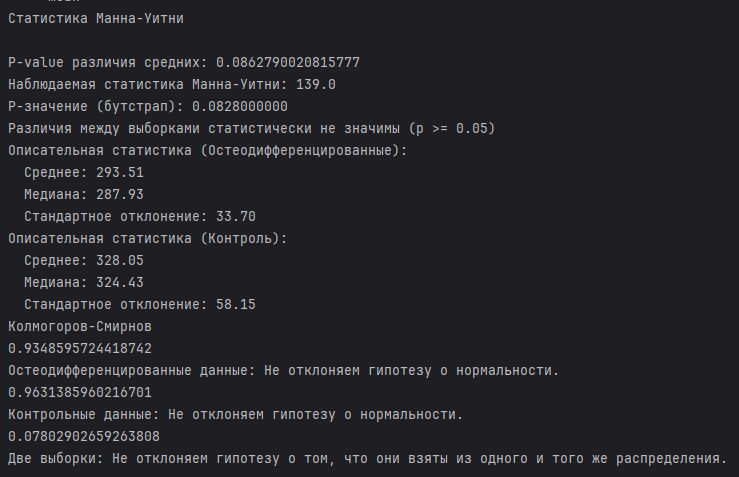 Статистика Манна-Уитни
P-value различия средних: 0.0862790020815777
Наблюдаемая статистика Манна-Уитни: 139.0
P-значение (бутстрап): 0.0828000000
Различия между выборками статистически не значимы (p >= 0.05)
Описательная статистика (Остеодифференцированные):
Среднее: 293.51
Медиана: 287.93
Стандартное отклонение: 33.70
Описательная статистика (Контроль):
Среднее: 328.05
Медиана: 324.43
Стандартное отклонение: 58.15
Колмогоров-Смирнов
0.9348595724418742
Остеодифференцированные данные: Не отклоняем гипотезу о нормальности.
0.9631385960216701
Контрольные данные: Не отклоняем гипотезу о нормальности.
0.07802902659263808
Две выборки: Не отклоняем гипотезу о том, что они взяты из одного и того же распределения.